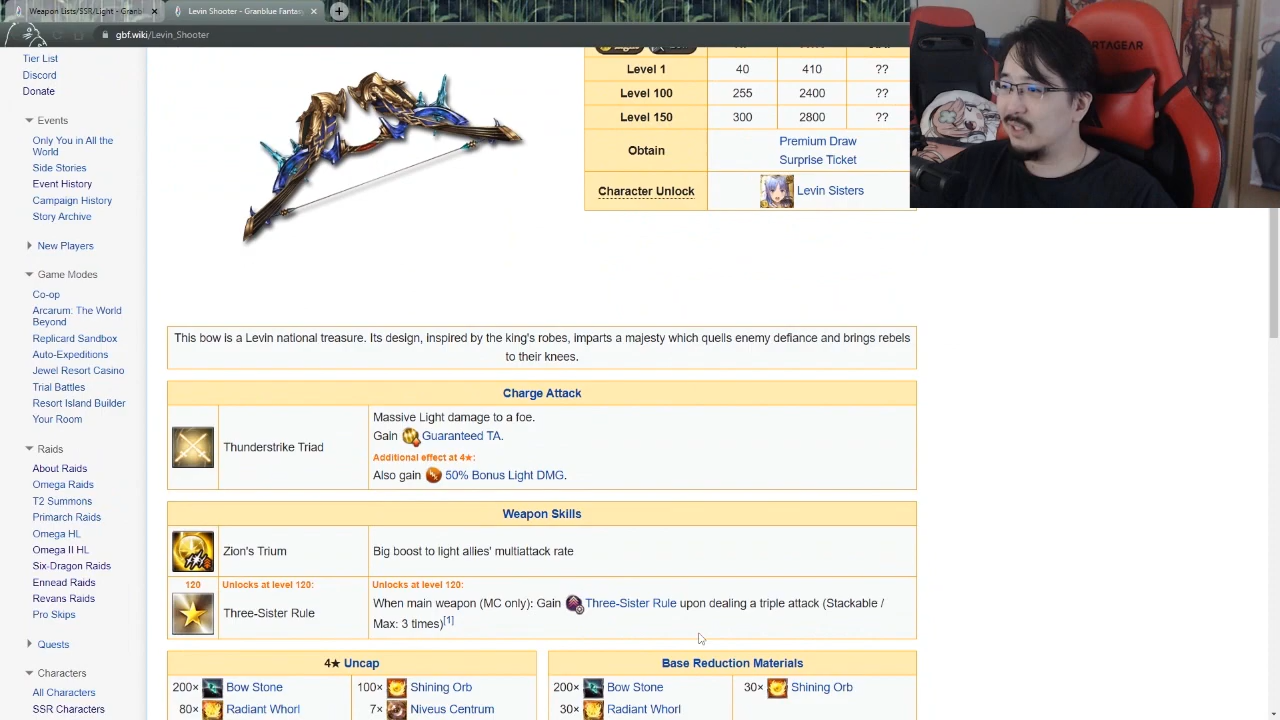 Weapon Lists/SSR/Light - Granb
Levin Shooter - Granblue Fantasy
gbf.wiki/Levin_Shooter
Tier List
Discord
Donate
Events
Only You in All the
World
Side Stories
Event History
Campaign History
Story Archive
New Players
Game Modes
Co-op
Arcarum: The World
Beyond
Replicard Sandbox
Auto-Expeditions
Jewel Resort Casino
Trial Battles
Resort Island Builder
Your Room
Raids
About Raids
Omega Raids
T2 Summons
Primarch Raids
Omega HL
Omega II HL
Six-Dragon Raids
Ennead Raids
Revans Raids
Pro Skips
Quests
Characters
All Characters
SSR Characters
Level 1 40 410 ??
Level 100 255 2400 ??
Level 150 300 2800 ??
Obtain Premium Draw
Surprise Ticket
Character Unlock Levin Sisters
This bow is a Levin national treasure. Its design, inspired by the king's robes, imparts a majesty which quells enemy defiance and brings rebels
to their knees.
Charge Attack
Thunderstrike Triad
Massive Light damage to a foe.
Gain Guaranteed TA.
Additional effect at 4★:
Also gain 50% Bonus Light DMG.
Weapon Skills
Zion's Trium Big boost to light allies' multiattack rate
120 Unlocks at level 120: Unlocks at level 120:
Three-Sister Rule When main weapon (MC only): Gain Three-Sister Rule upon dealing a triple attack (Stackable /
Max: 3 times)[1]
4★ Uncap Base Reduction Materials
200× Bow Stone 100× Shining Orb 200× Bow Stone 30× Shining Orb
80× Radiant Whorl 7× Niveus Centrum 30× Radiant Whorl
RTAGEAR